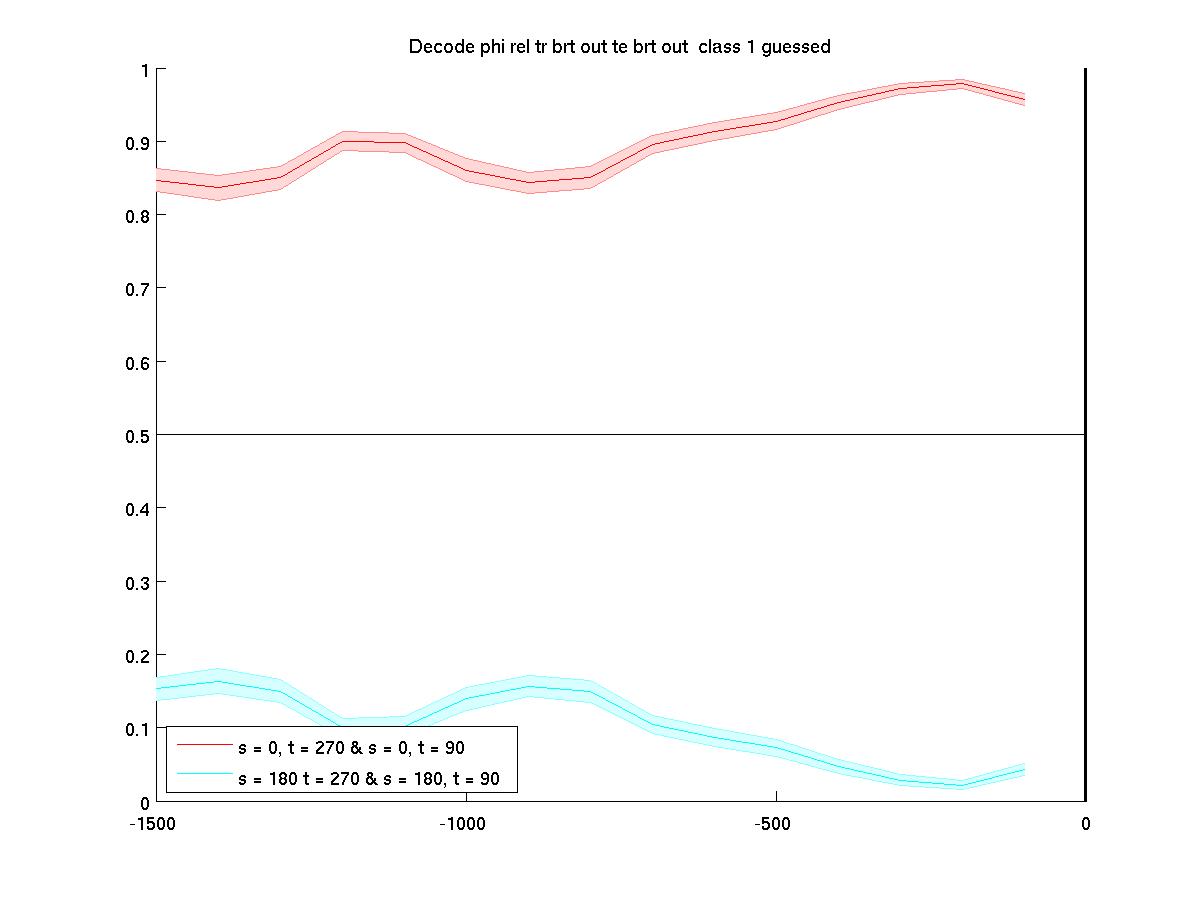 Decode phi rel tr brt out te brt out  class 1 guessed
1
0.9
0.8
0.7
0.6
0.5
0.4
0.3
0.2
0.1
0
s = 0, t = 270 & s = 0, t = 90
s = 180 t = 270 & s = 180, t = 90
-1500 -1000 -500 0